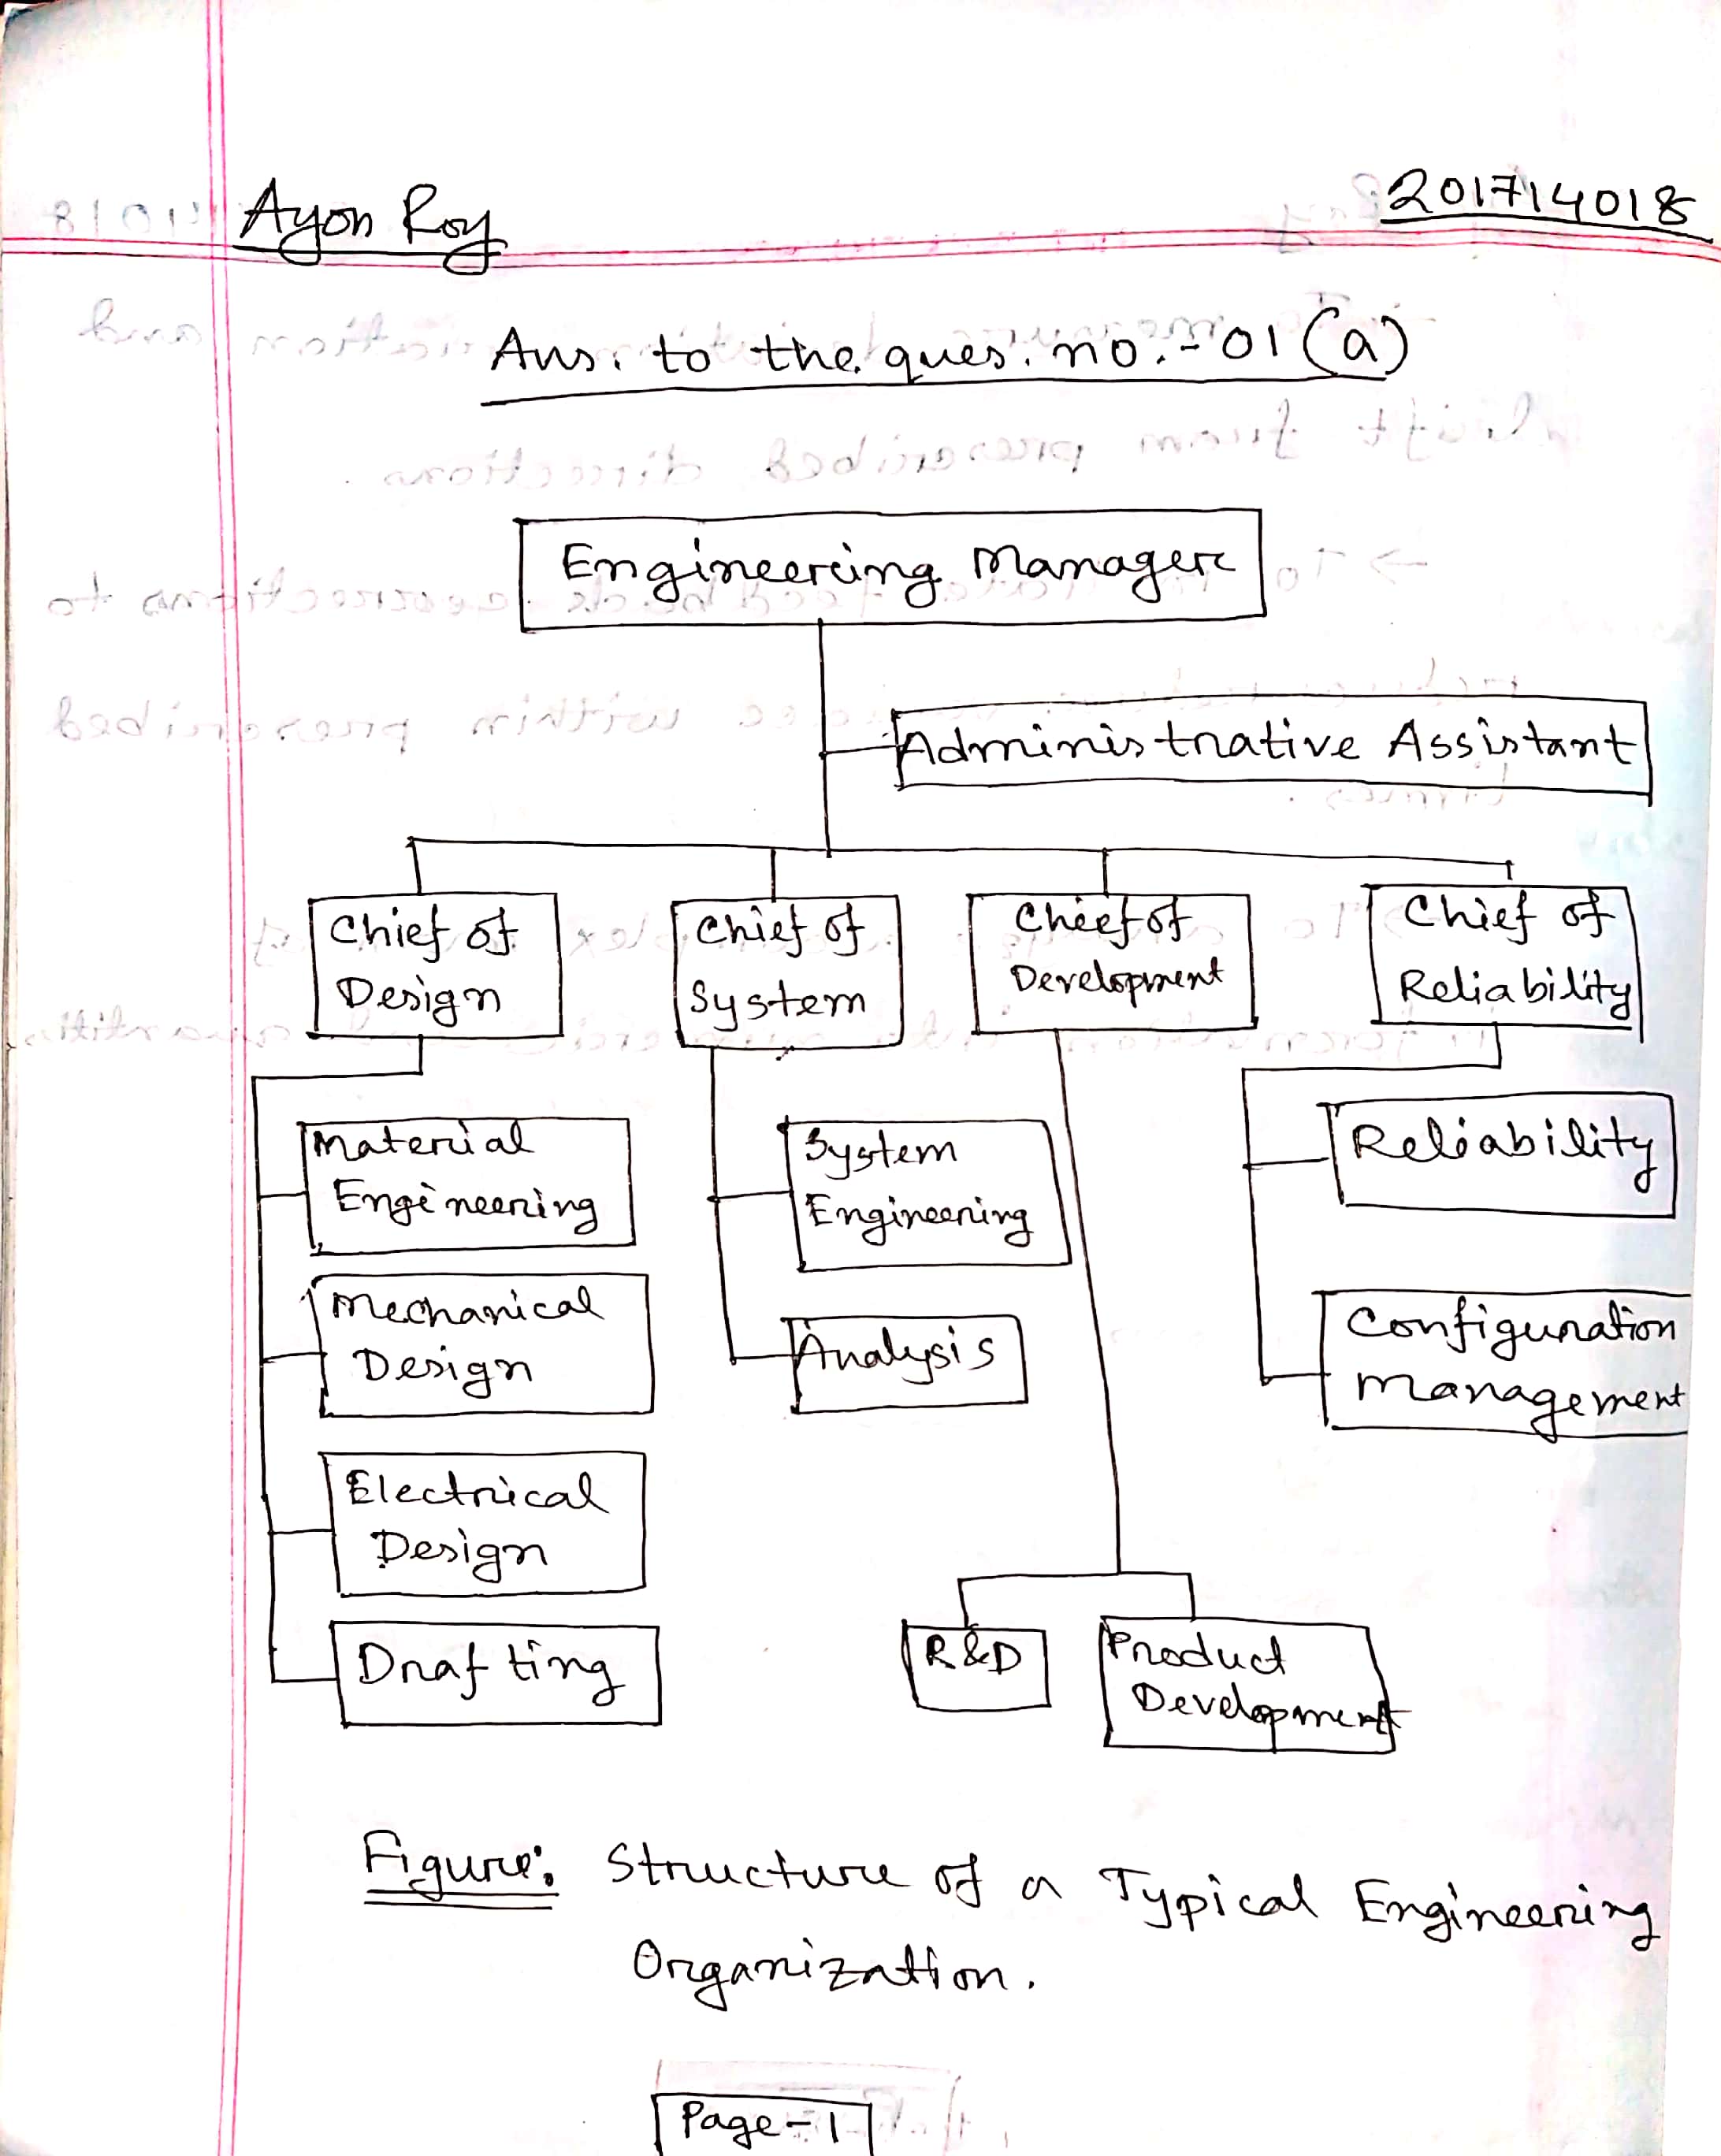 Ayon Roy
201714018
Ans. to the ques. no.- 01 (a)
Engineering Manager
Administrative Assistant
Chief of
Design
Chief of
System
Chief of
Development
Chief of
Reliability
Material
Engineering
Mechanical
Design
Electrical
Design
Drafting
System
Engineering
Analysis
R&D
Product
Development
Reliability
Configuration
Management
Figure: Structure of a Typical Engineering
Organization.
Page-1